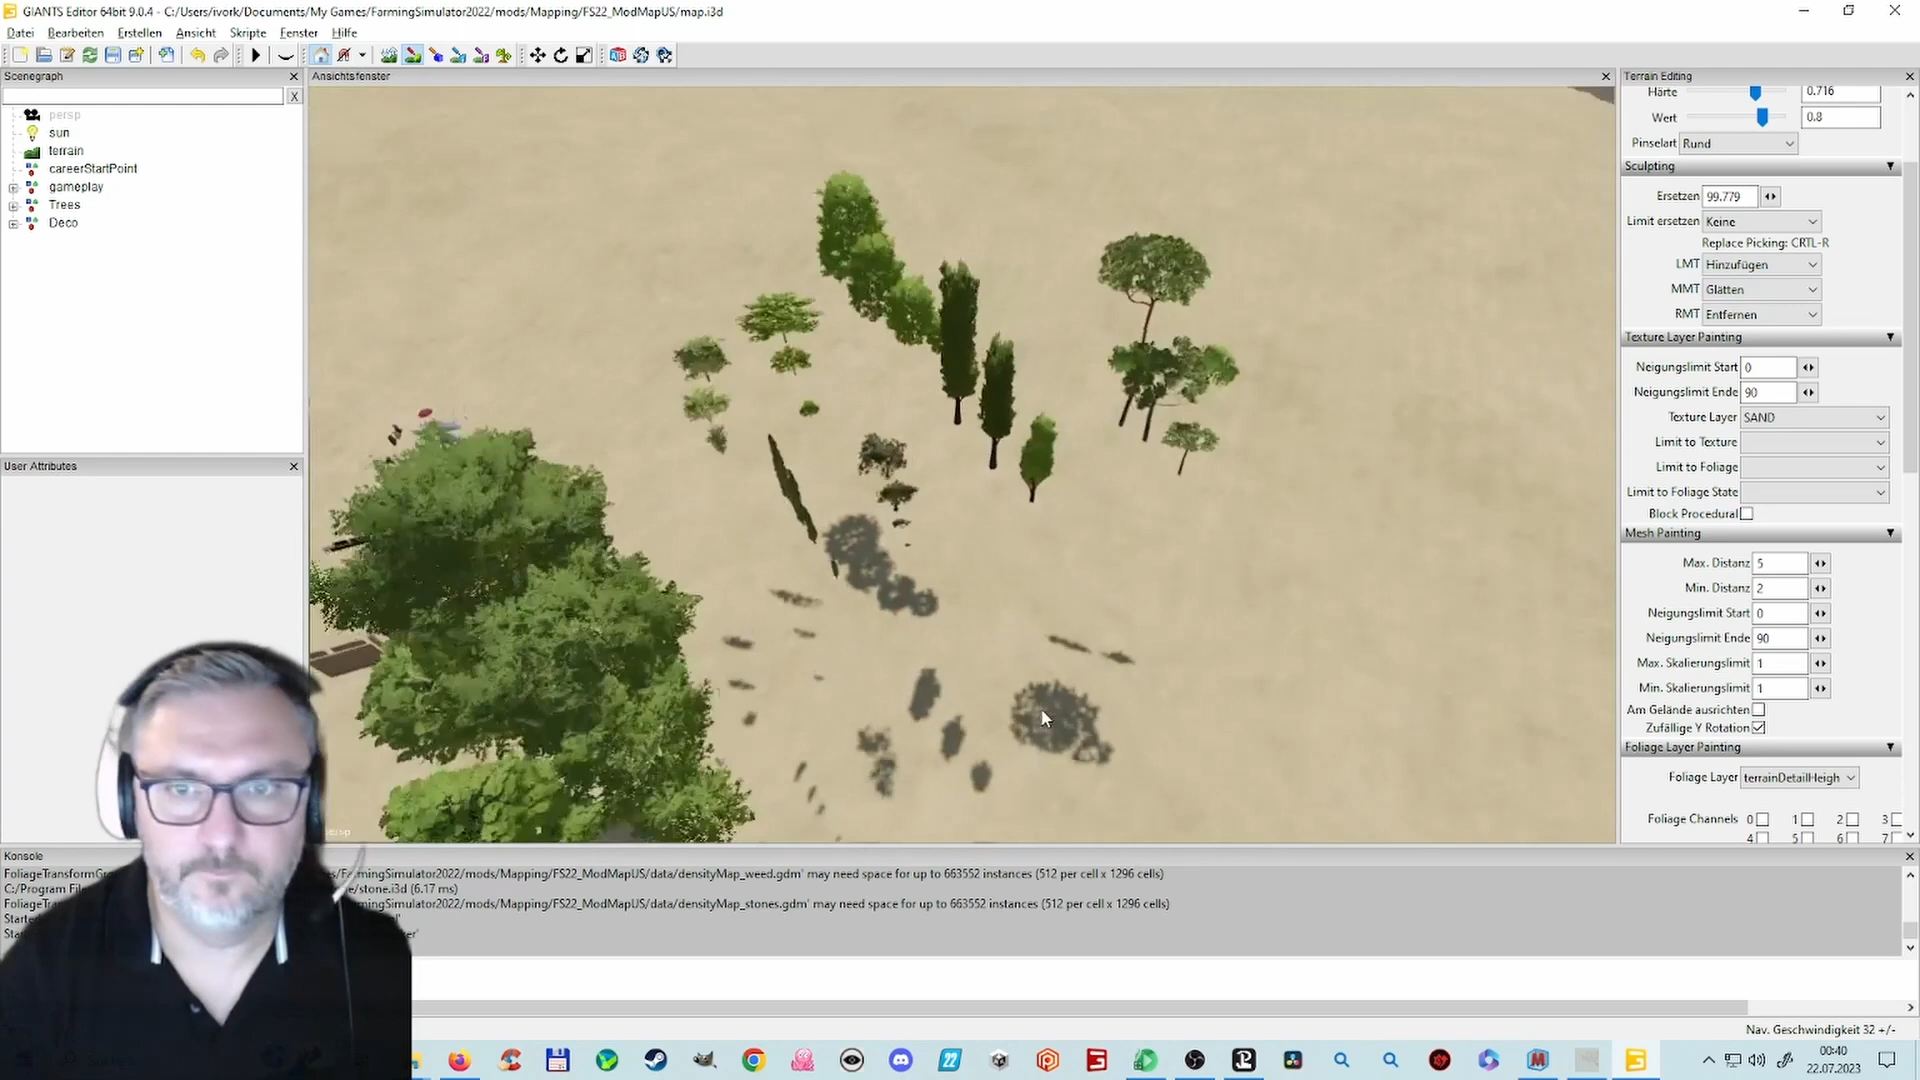 GIANTS Editor 64bit 9.0.4 - C:/Users/ivork/Documents/My Games/FarmingSimulator2022/mods/Mapping/FS22_ModMapUS/map.i3d
Datei Bearbeiten Erstellen Ansicht Skripte Fenster Hilfe
Scenegraph
X
persp
sun
terrain
careerStartPoint
gameplay
Trees
Deco
User Attributes
Ansichtsfenster
Terrain Editing
Härte 0.716
Wert 0.8
Pinselart Rund
Sculpting
Ersetzen 99.779
Limit ersetzen Keine
Replace Picking: CRTL-R
LMT Hinzufügen
MMT Glätten
RMT Entfernen
Texture Layer Painting
Neigungslimit Start 0
Neigungslimit Ende 90
Texture Layer SAND
Limit to Texture
Limit to Foliage
Limit to Foliage State
Block Procedural
Mesh Painting
Max. Distanz 5
Min. Distanz 2
Neigungslimit Start 0
Neigungslimit Ende 90
Max. Skalierungslimit 1
Min. Skalierungslimit 1
Am Gelände ausrichten
Zufällige Y Rotation
Foliage Layer Painting
Foliage Layer terrainDetailHeigh
Foliage Channels 0 1 2 3
4 5 6 7
Konsole
FoliageTransformGr es/FarmingSimulator2022/mods/Mapping/FS22_ModMapUS/data/densityMap_weed.gdm' may need space for up to 663552 instances (512 per cell x 1296 cells)
C:/Program File e/stone.i3d (6.17 ms)
FoliageTransf rmingSimulator2022/mods/Mapping/FS22_ModMapUS/data/densityMap_stones.gdm' may need space for up to 663552 instances (512 per cell x 1296 cells)
Started
Sta ker'
Nav. Geschwindigkeit 32 +/-
22
00:40
22.07.2023